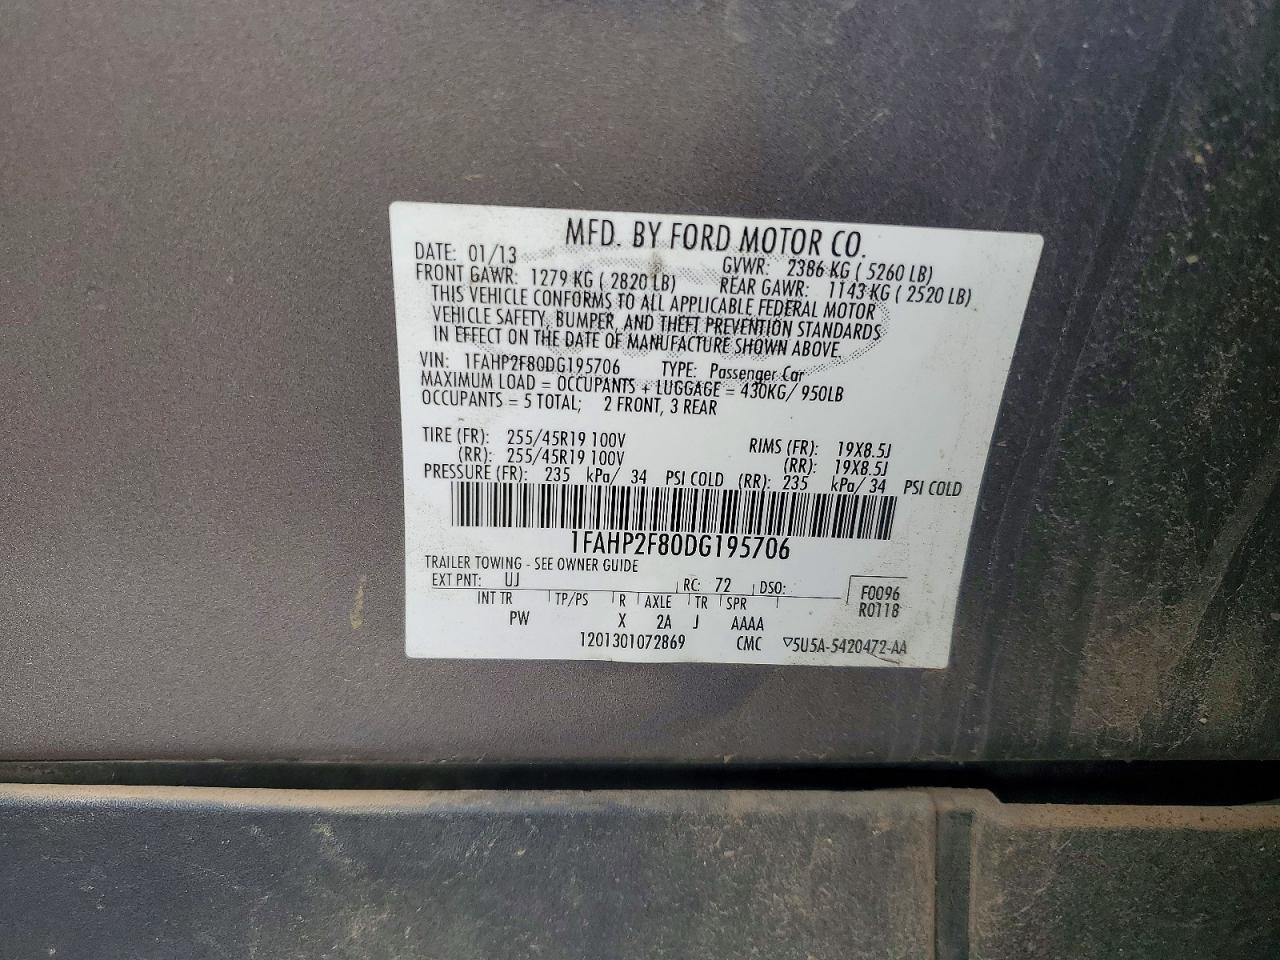 MFD. BY FORD MOTOR CO.
DATE: 01/13 GVWR: 2386 KG ( 5260 LB)
FRONT GAWR: 1279 KG ( 2820 LB) REAR GAWR: 1143 KG ( 2520 LB)
THIS VEHICLE CONFORMS TO ALL APPLICABLE FEDERAL MOTOR
VEHICLE SAFETY, BUMPER, AND THEFT PREVENTION STANDARDS
IN EFFECT ON THE DATE OF MANUFACTURE SHOWN ABOVE.
VIN: 1FAHP2F80DG195706 TYPE: Passenger Car
MAXIMUM LOAD = OCCUPANTS + LUGGAGE = 430KG/ 950LB
OCCUPANTS = 5 TOTAL; 2 FRONT, 3 REAR
TIRE (FR): 255/45R19 100V RIMS (FR): 19X8.5J
(RR): 255/45R19 100V (RR): 19X8.5J
PRESSURE (FR): 235 kPa/ 34 PSI COLD (RR): 235 kPa/ 34 PSI COLD
1FAHP2F80DG195706
TRAILER TOWING - SEE OWNER GUIDE
EXT PNT: UJ RC: 72 DSO: F0096
INT TR TP/PS R AXLE TR SPR R0118
PW X 2A J AAAA
1201301072869 CMC ▽5U5A-5420472-AA